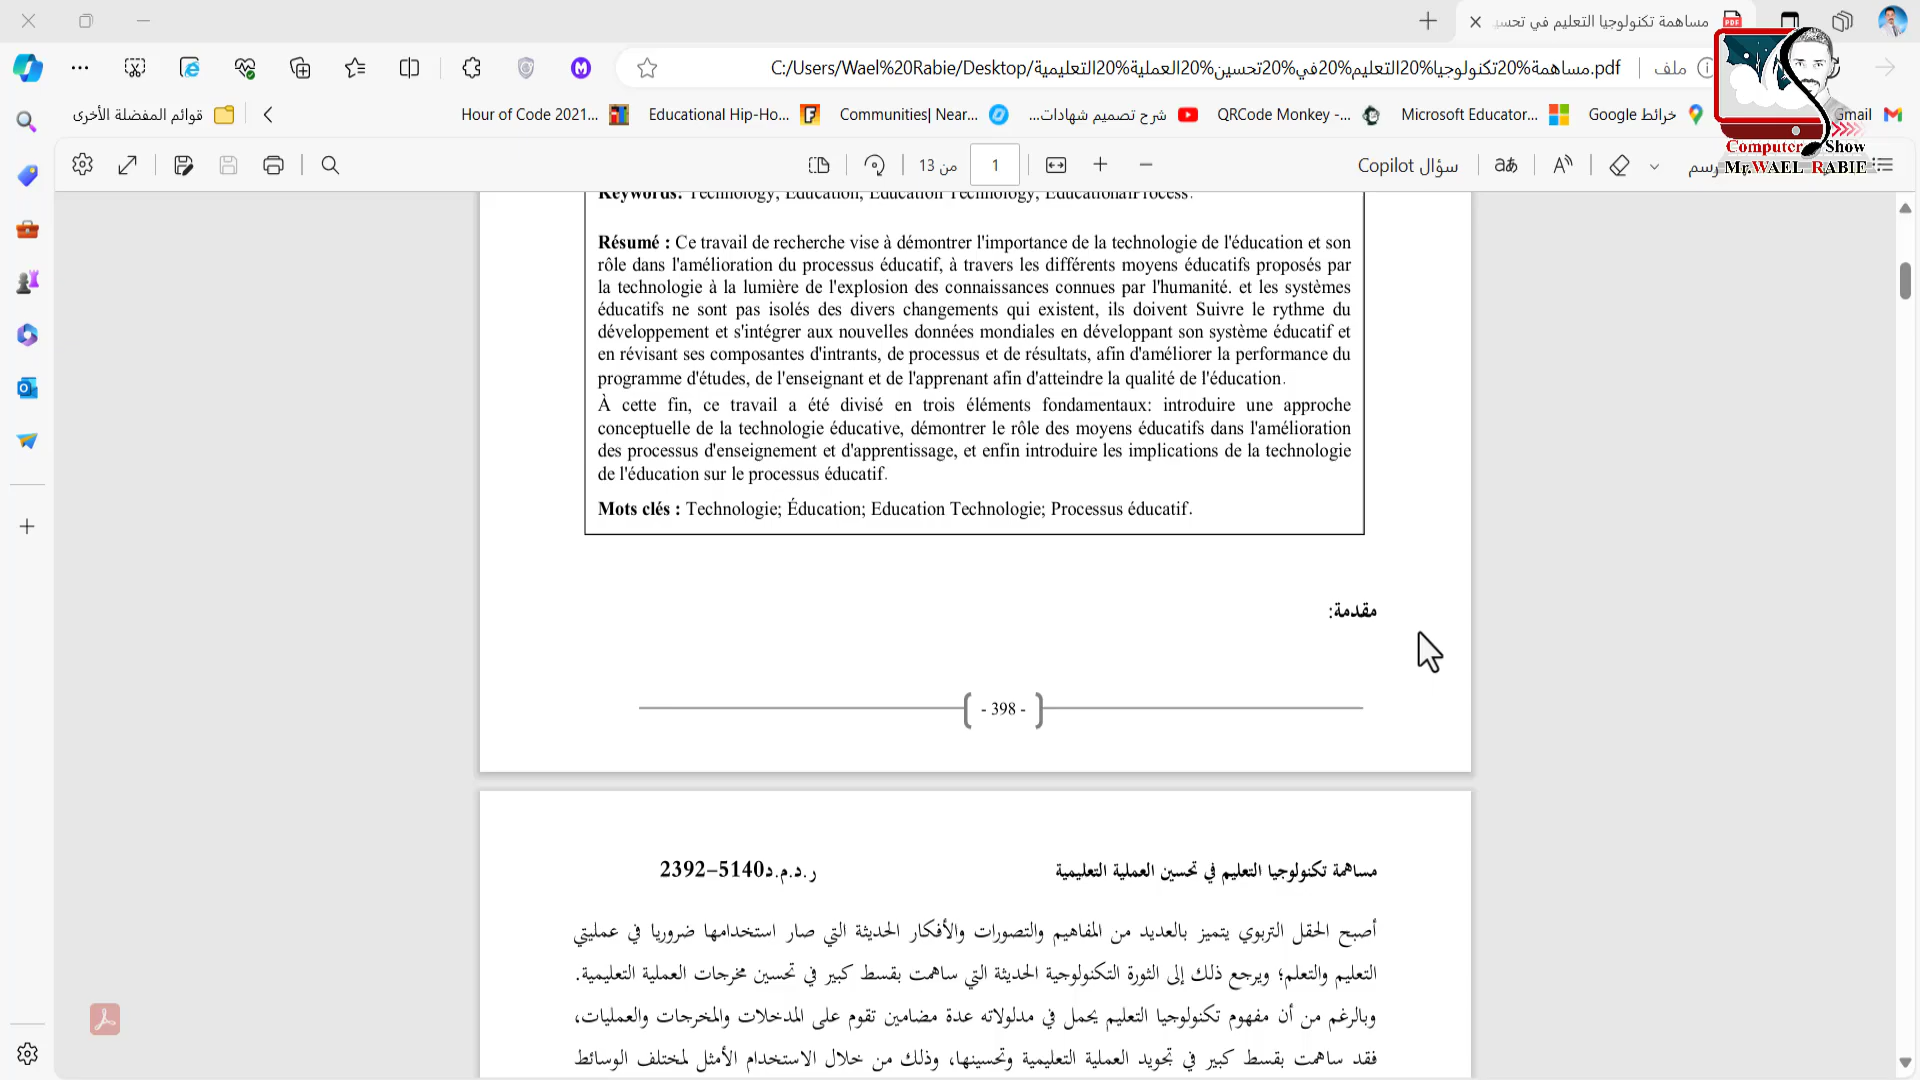 مساهمة تكنولوجيا التعليم في تحسي
C:/Users/Wael%20Rabie/Desktop/مساهمة%20تكنولوجيا%20التعليم%20في%20تحسين%20العملية%20التعليمية.pdf
ملف
Gmail
خرائط Google
Microsoft Educator...
QRCode Monkey -...
شرح تصميم شهادات...
Communities| Near...
Educational Hip-Ho...
Hour of Code 2021...
قوائم المفضلة الأخرى
Computer Show
Mr.WAEL RABIE
رسم
سؤال Copilot
1
من 13
Keywords: Technology, Education, Education Technology, EducationalProcess.
Résumé : Ce travail de recherche vise à démontrer l'importance de la technologie de l'éducation et son
rôle dans l'amélioration du processus éducatif, à travers les différents moyens éducatifs proposés par
la technologie à la lumière de l'explosion des connaissances connues par l'humanité. et les systèmes
éducatifs ne sont pas isolés des divers changements qui existent, ils doivent Suivre le rythme du
développement et s'intégrer aux nouvelles données mondiales en développant son système éducatif et
en révisant ses composantes d'intrants, de processus et de résultats, afin d'améliorer la performance du
programme d'études, de l'enseignant et de l'apprenant afin d'atteindre la qualité de l'éducation.
À cette fin, ce travail a été divisé en trois éléments fondamentaux: introduire une approche
conceptuelle de la technologie éducative, démontrer le rôle des moyens éducatifs dans l'amélioration
des processus d'enseignement et d'apprentissage, et enfin introduire les implications de la technologie
de l'éducation sur le processus éducatif.
Mots clés : Technologie; Éducation; Education Technologie; Processus éducatif.
مقدمة:
- 398 -
مساهمة تكنولوجيا التعليم في تحسين العملية التعليمية
ر.د.م.د5140-2392
أصبح الحقل التربوي يتميز بالعديد من المفاهيم والتصورات والأفكار الحديثة التي صار استخدامها ضروريا في عمليتي
التعليم والتعلم؛ ويرجع ذلك إلى الثورة التكنولوجية الحديثة التي ساهمت بقسط كبير في تحسين مخرجات العملية التعليمية.
وبالرغم من أن مفهوم تكنولوجيا التعليم يحمل في مدلولاته عدة مضامين تقوم على المدخلات والمخرجات والعمليات،
فقد ساهمت بقسط كبير في تجويد العملية التعليمية وتحسينها، وذلك من خلال الاستخدام الأمثل لمختلف الوسائط